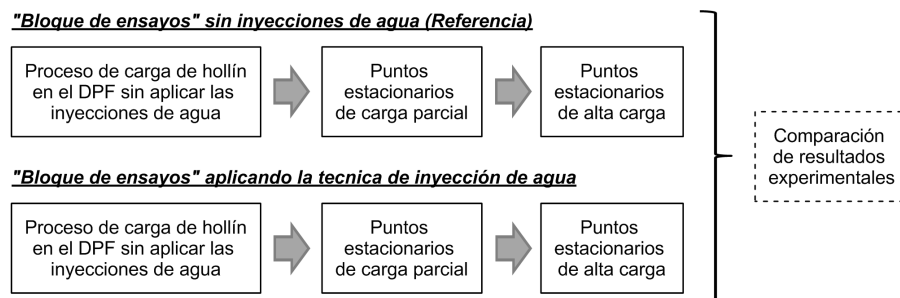 "Bloque de ensayos" sin inyecciones de agua (Referencia)
Proceso de carga de hollín
en el DPF sin aplicar las
inyecciones de agua
Puntos
estacionarios
de carga parcial
Puntos
estacionarios
de alta carga
"Bloque de ensayos" aplicando la tecnica de inyección de agua
Proceso de carga de hollín
en el DPF sin aplicar las
inyecciones de agua
Puntos
estacionarios
de carga parcial
Puntos
estacionarios
de alta carga
Comparación
de resultados
experimentales